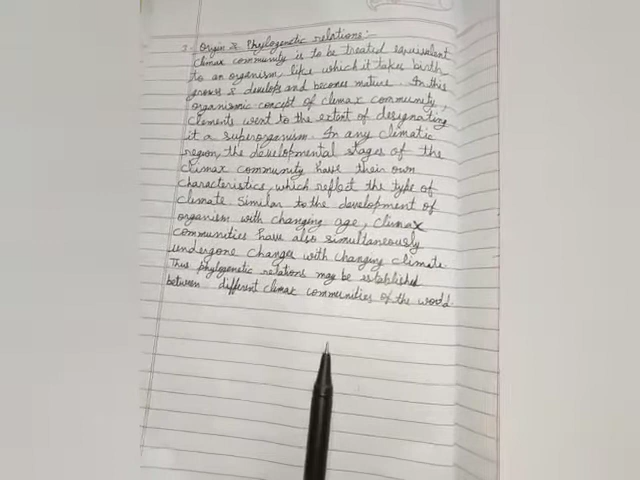 3. Origin & Phylogenetic relations:-
Climax community is to be treated equivalent
to an organism, like which it takes birth
grows & develops and becomes mature. In this
organismic concept of climax community,
clements went to the extent of designating
it a superorganism. In any climatic
region, the developmental stages of the
climax community have their own
characteristics, which reflect the type of
climate similar to the development of
organism with changing age, climax
communities have also simultaneously
undergone changes with changing climate
Thus phylogenetic relations may be established
between different climax communities of the world.